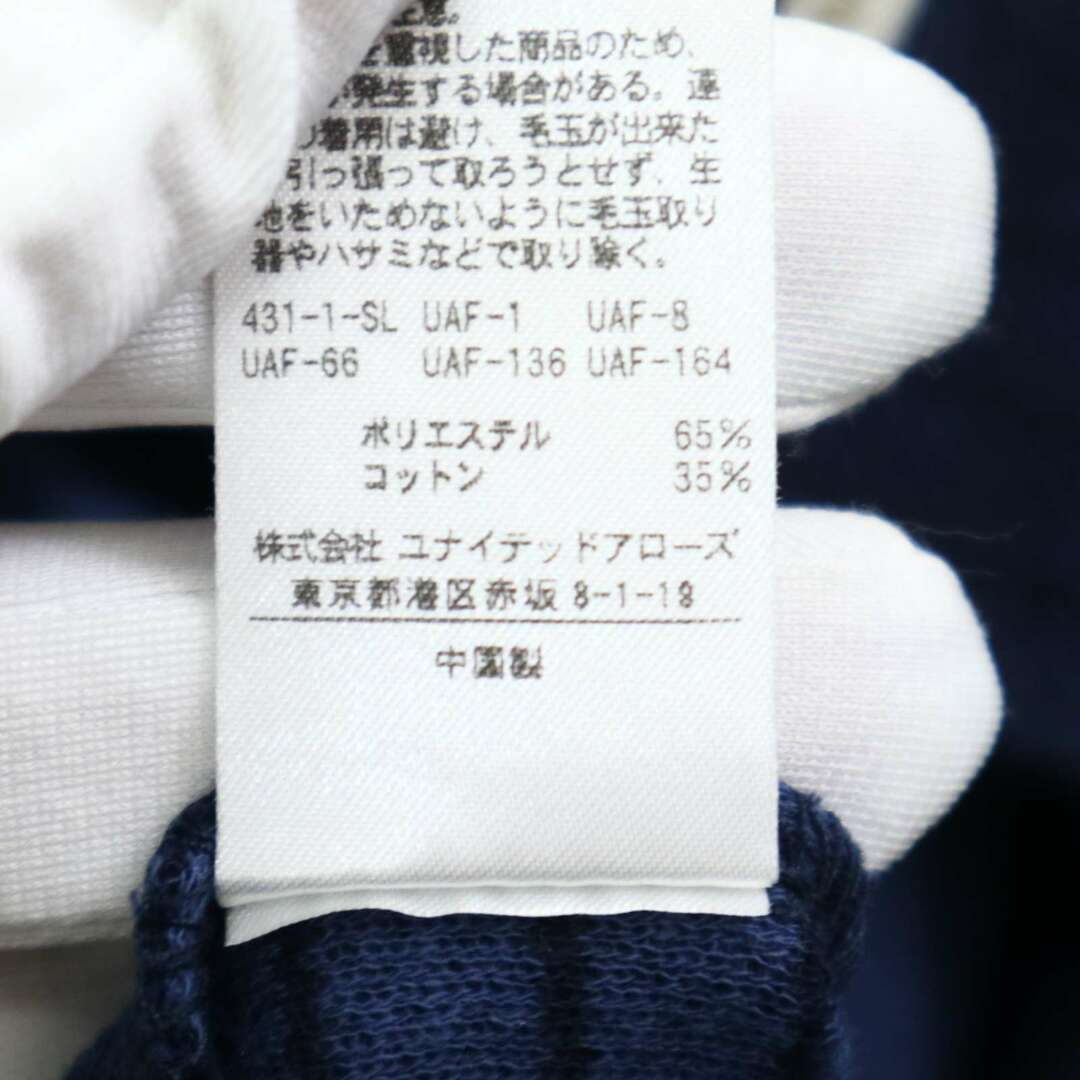 意。
を重視した商品のため、
が発生する場合がある。連
の着用は避け、毛玉が出来た
引っ張って取ろうとせず、生
地をいためないように毛玉取り
器やハサミなどで取り除く。
431-1-SL UAF-1 UAF-8
UAF-66 UAF-136 UAF-164
ポリエステル 65%
コットン 35%
株式会社 ユナイテッドアローズ
東京都港区赤坂 8-1-19
中国製